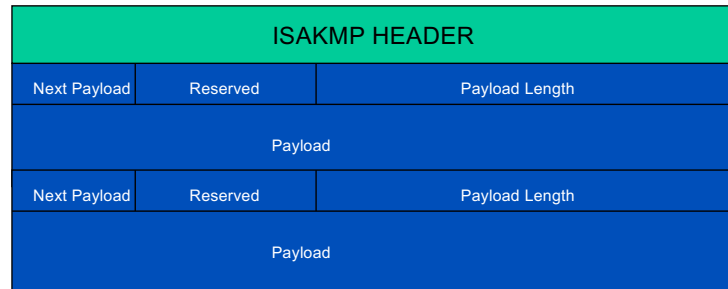 ISAKMP HEADER
Next Payload Reserved Payload Length
Payload
Next Payload Reserved Payload Length
Payload